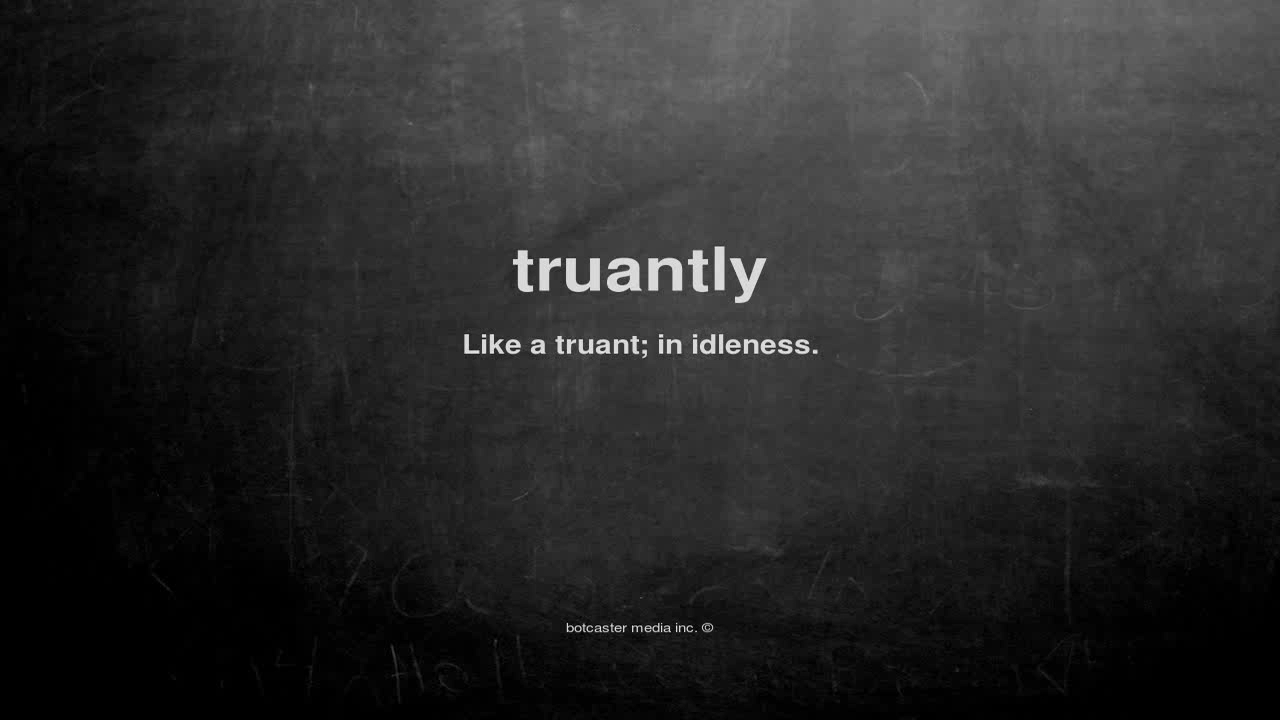 truantly
Like a truant; in idleness.
botcaster media inc. ©